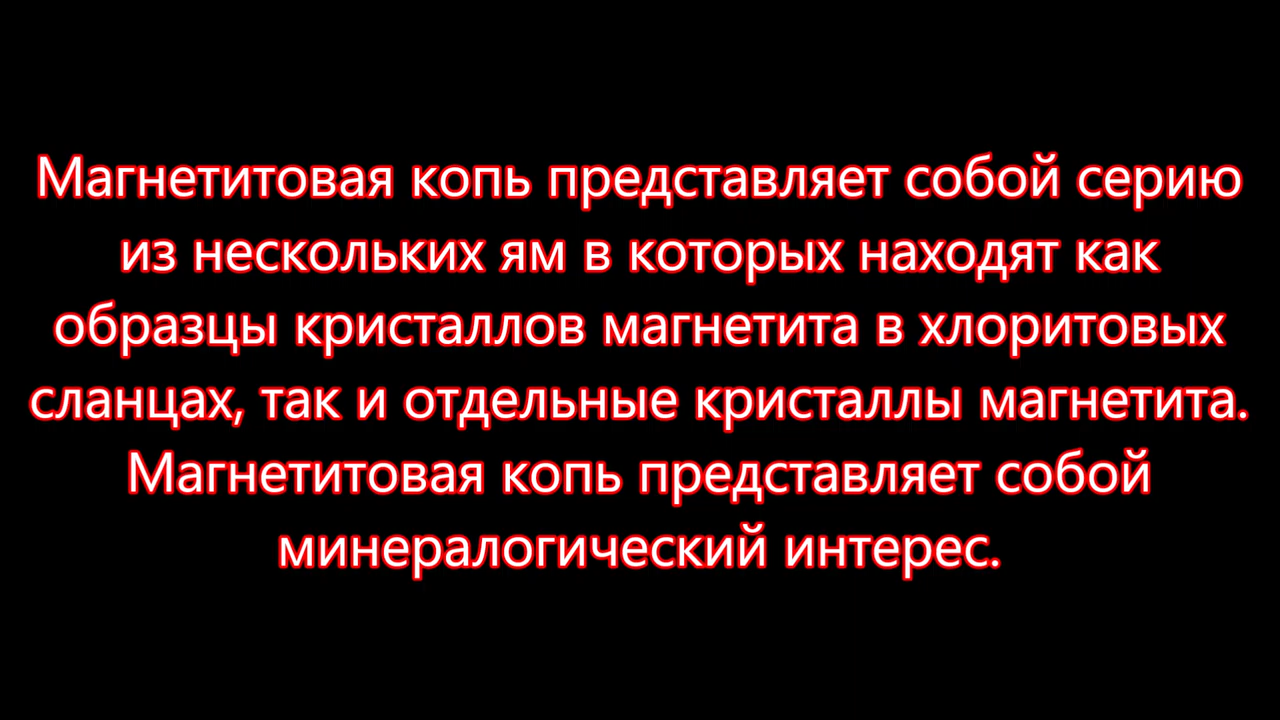 Магнетитовая копь представляет собой серию
из нескольких ям в которых находят как
образцы кристаллов магнетита в хлоритовых
сланцах, так и отдельные кристаллы магнетита.
Магнетитовая копь представляет собой
минералогический интерес.